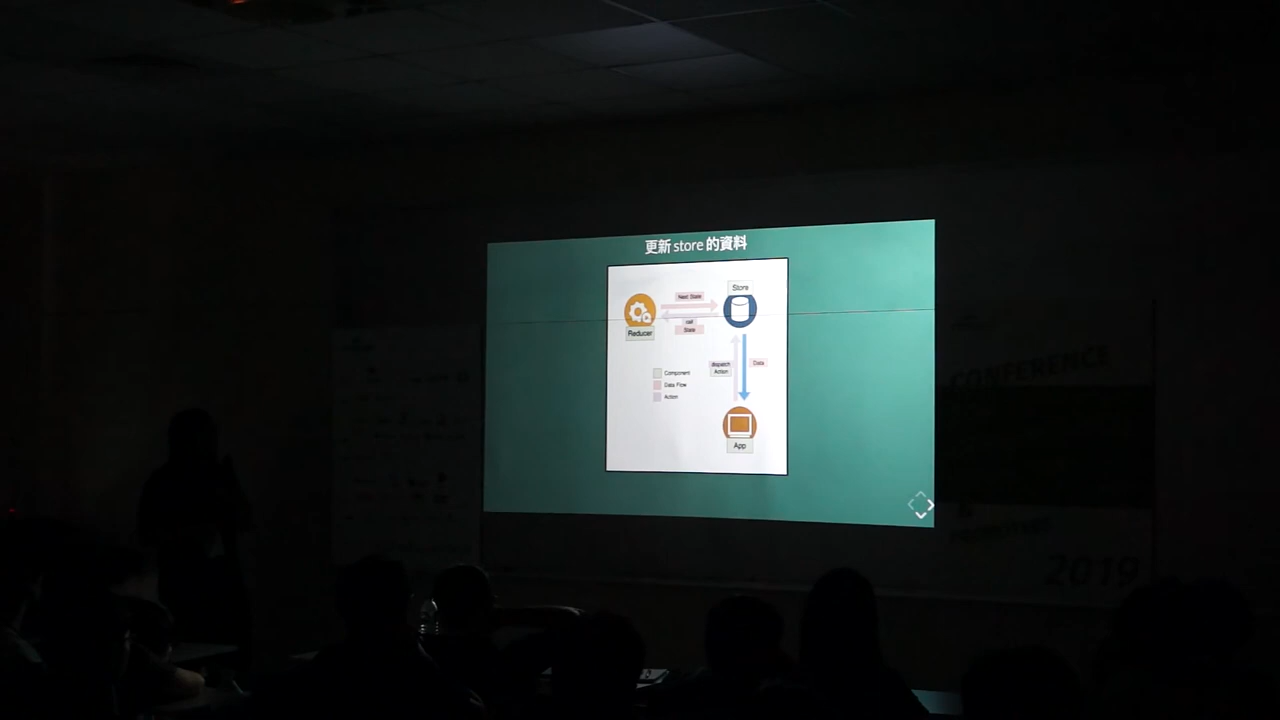 更新 store 的資料
Store
Next State
call
State
Reducer
dispatch
Action
Data
Component
Data Flow
Action
App
CONFERENCE
2019